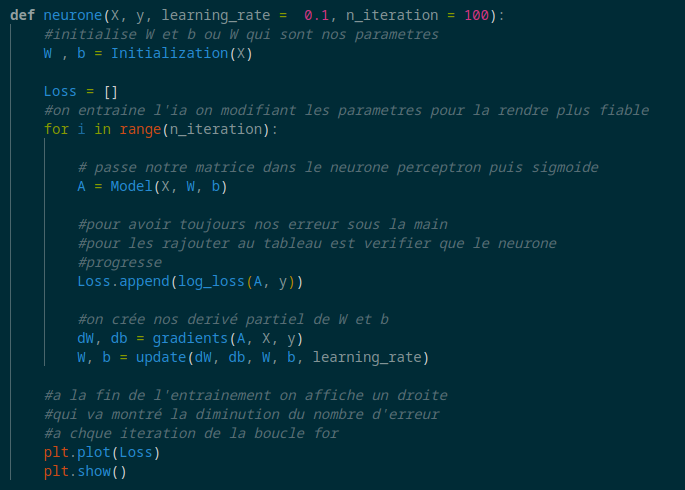 def neurone(X, y, learning_rate =  0.1, n_iteration = 100):
    #initialise W et b ou W qui sont nos parametres
    W , b = Initialization(X)

    Loss = []
    #on entraine l'ia on modifiant les parametres pour la rendre plus fiable
    for i in range(n_iteration):

        # passe notre matrice dans le neurone perceptron puis sigmoide
        A = Model(X, W, b)

        #pour avoir toujours nos erreur sous la main
        #pour les rajouter au tableau est verifier que le neurone
        #progresse
        Loss.append(log_loss(A, y))

        #on crée nos derivé partiel de W et b
        dW, db = gradients(A, X, y)
        W, b = update(dW, db, W, b, learning_rate)

    #a la fin de l'entrainement on affiche un droite
    #qui va montré la diminution du nombre d'erreur
    #a chque iteration de la boucle for
    plt.plot(Loss)
    plt.show()